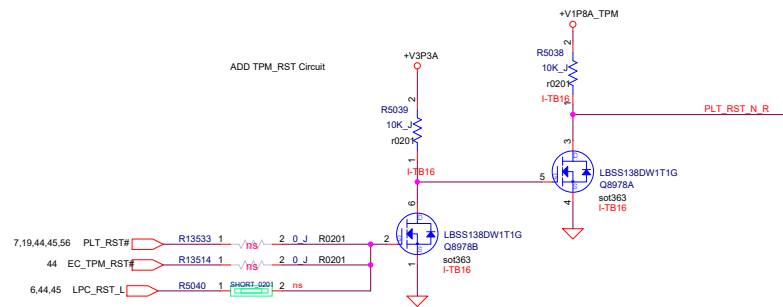 +V1P8A_TPM
2
R5038
10K_J
r0201
I-TB16
1
ADD TPM_RST Circuit
+V3P3A
2
R5039
10K_J
r0201
1
I-TB16
PLT_RST_N_R
3
D
5
G
S
4
LBSS138DW1T1G
Q8978A
sot363
I-TB16
6
D
2
G
S
1
LBSS138DW1T1G
Q8978B
sot363
I-TB16
7,19,44,45,56 PLT_RST# R13533 1 ns 2 0_J R0201
44 EC_TPM_RST# R13514 1 ns 2 0_J R0201
6,44,45 LPC_RST_L R5040 1 SHORT_0201 2 ns